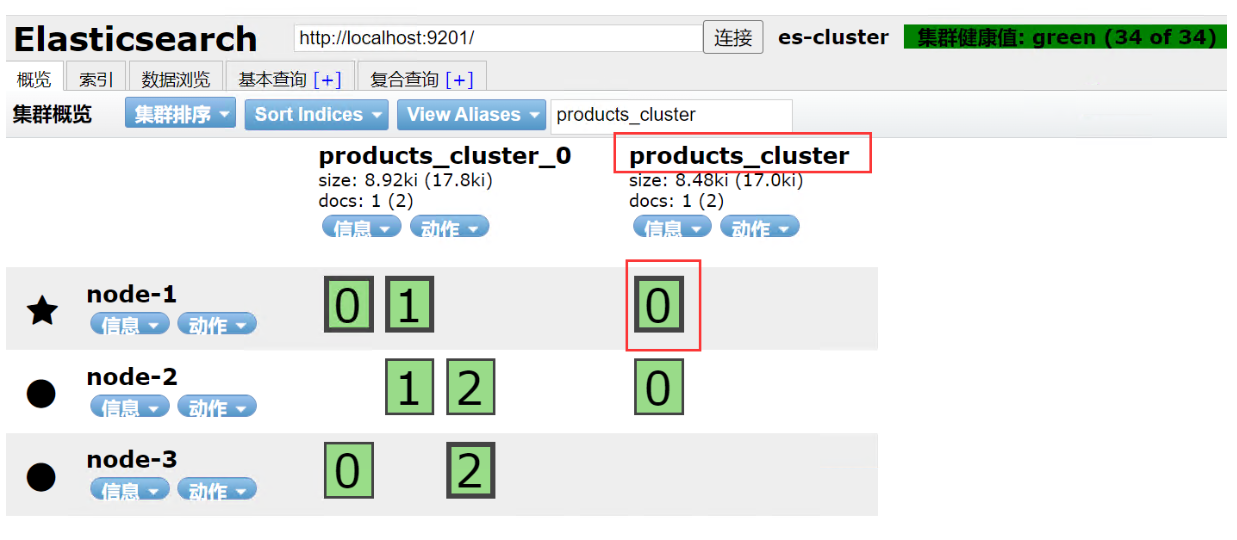 Elasticsearch http://localhost:9201/ 连接 es-cluster 集群健康值: green (34 of 34)
概览 索引 数据浏览 基本查询 [+] 复合查询 [+]
集群概览 集群排序 Sort Indices View Aliases products_cluster
products_cluster_0 products_cluster
size: 8.92ki (17.8ki) size: 8.48ki (17.0ki)
docs: 1 (2) docs: 1 (2)
信息 动作 信息 动作
node-1 0 1 0
信息 动作
node-2 1 2 0
信息 动作
node-3 0 2
信息 动作